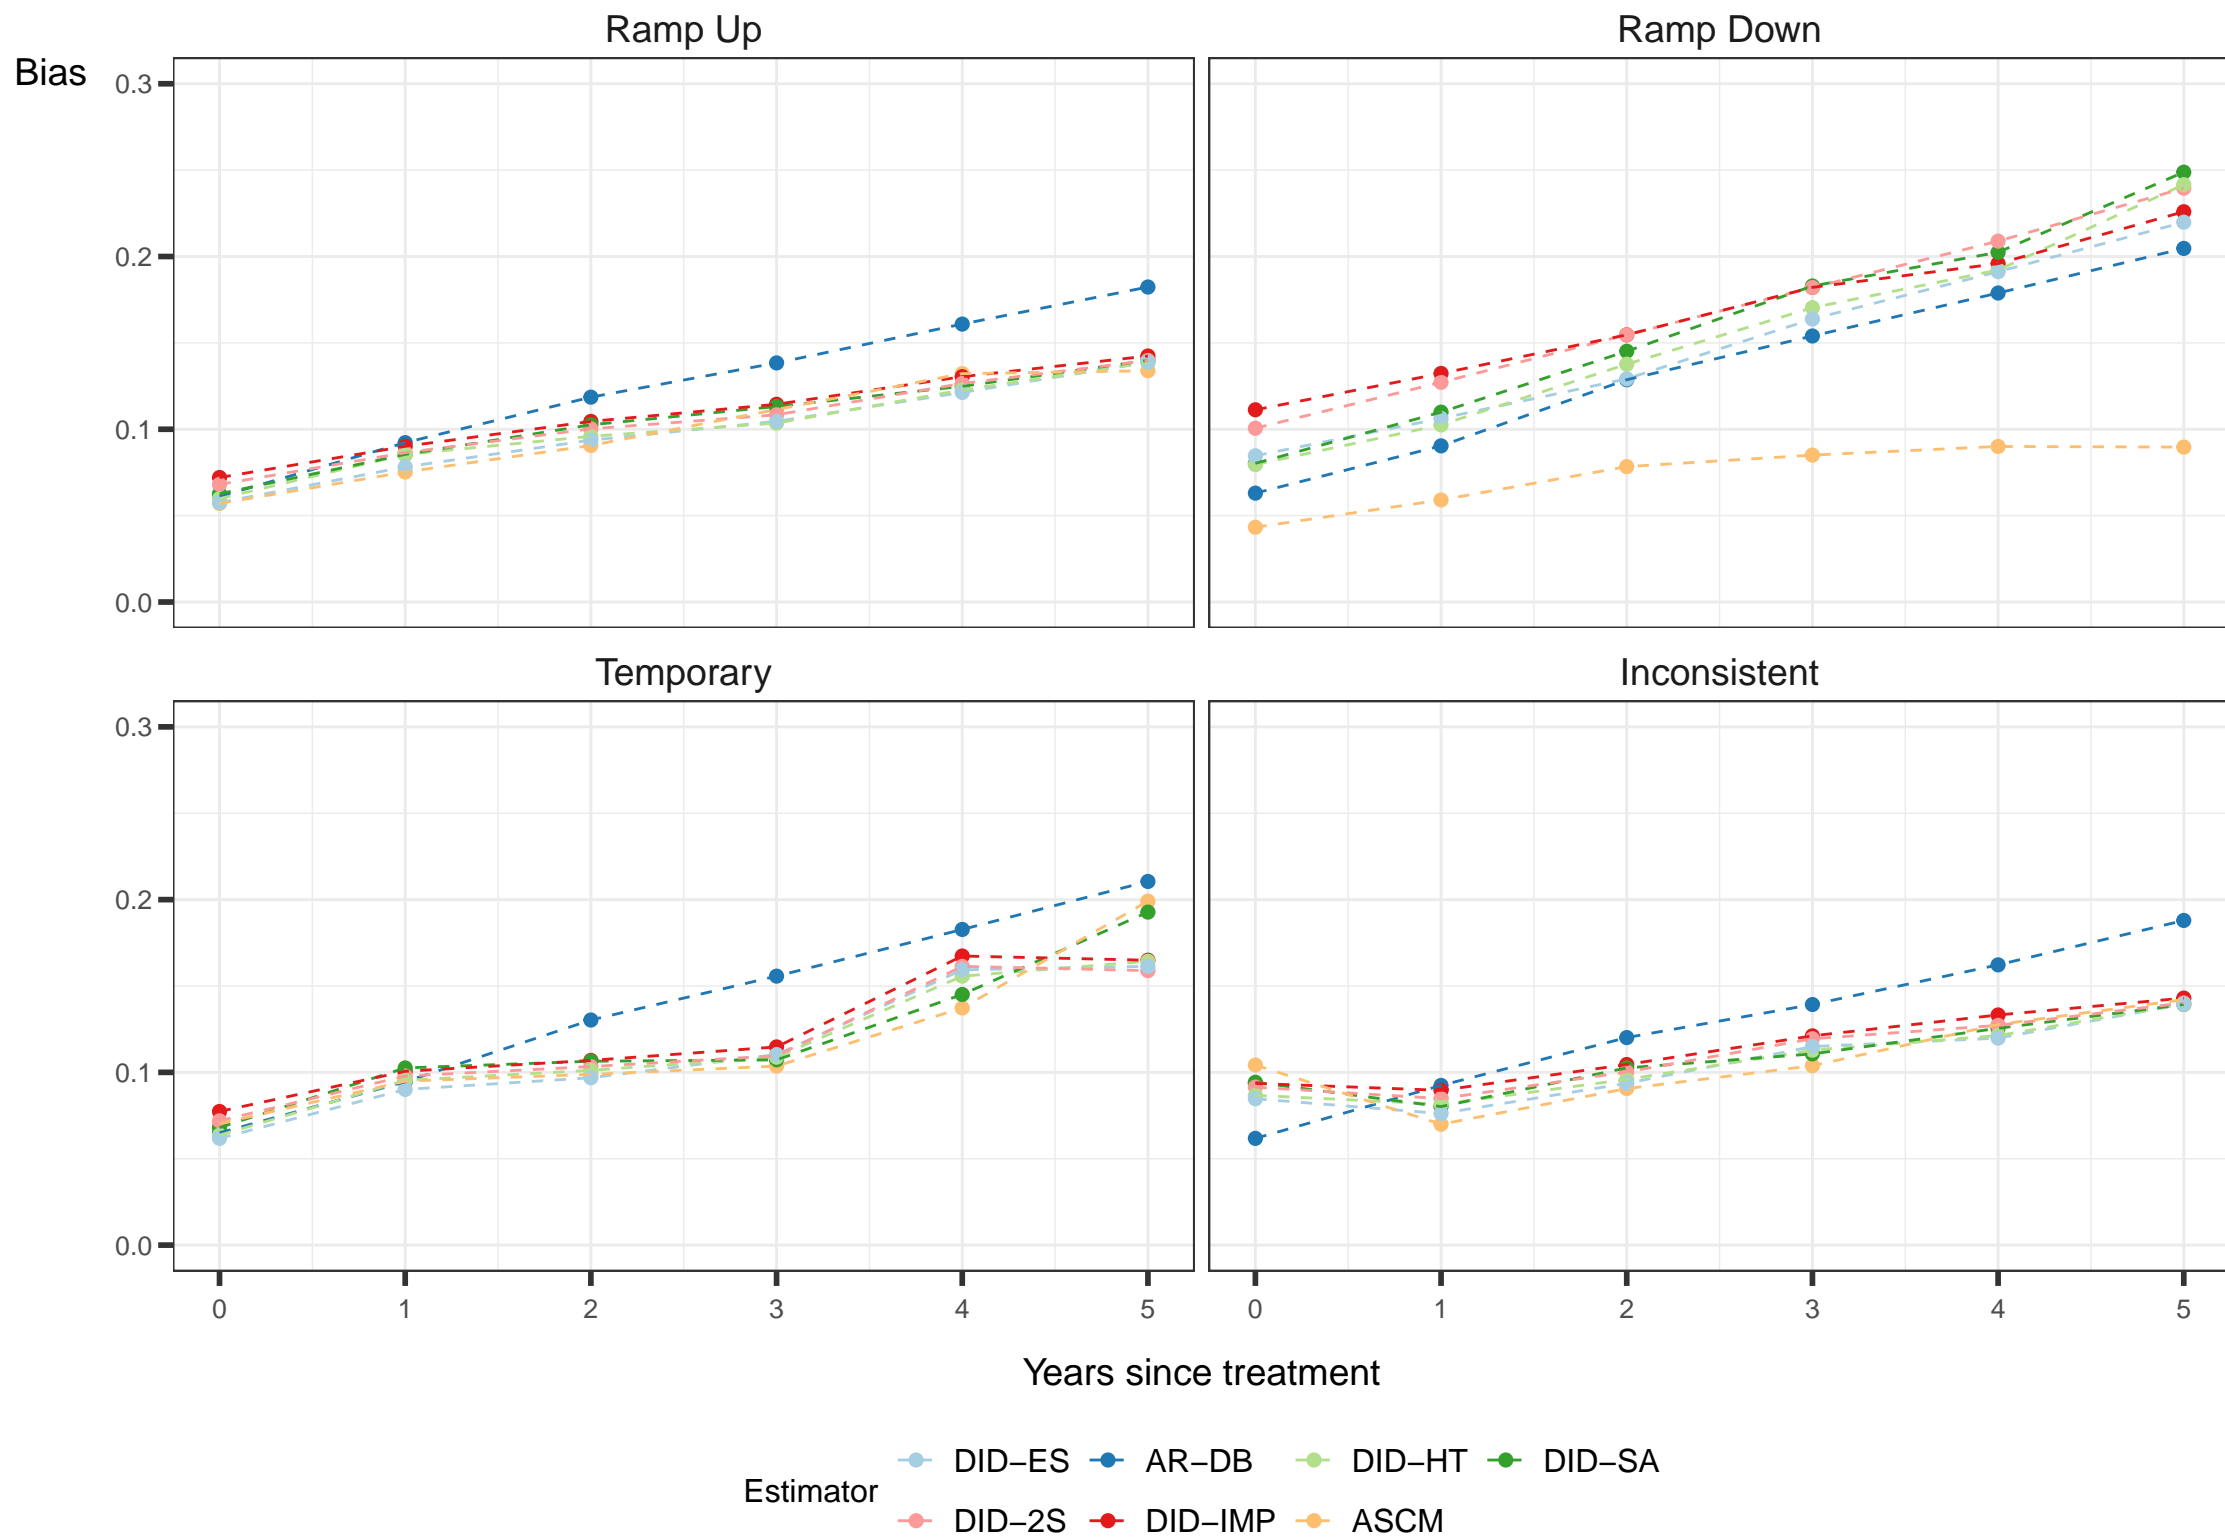 Ramp Up
Ramp Down
Bias
0.3
0.2
0.1
0.0
Temporary
Inconsistent
0.3
0.2
0.1
0.0
0 1 2 3 4 5
0 1 2 3 4 5
Years since treatment
Estimator
DID–ES AR–DB DID–HT DID–SA
DID–2S DID–IMP ASCM